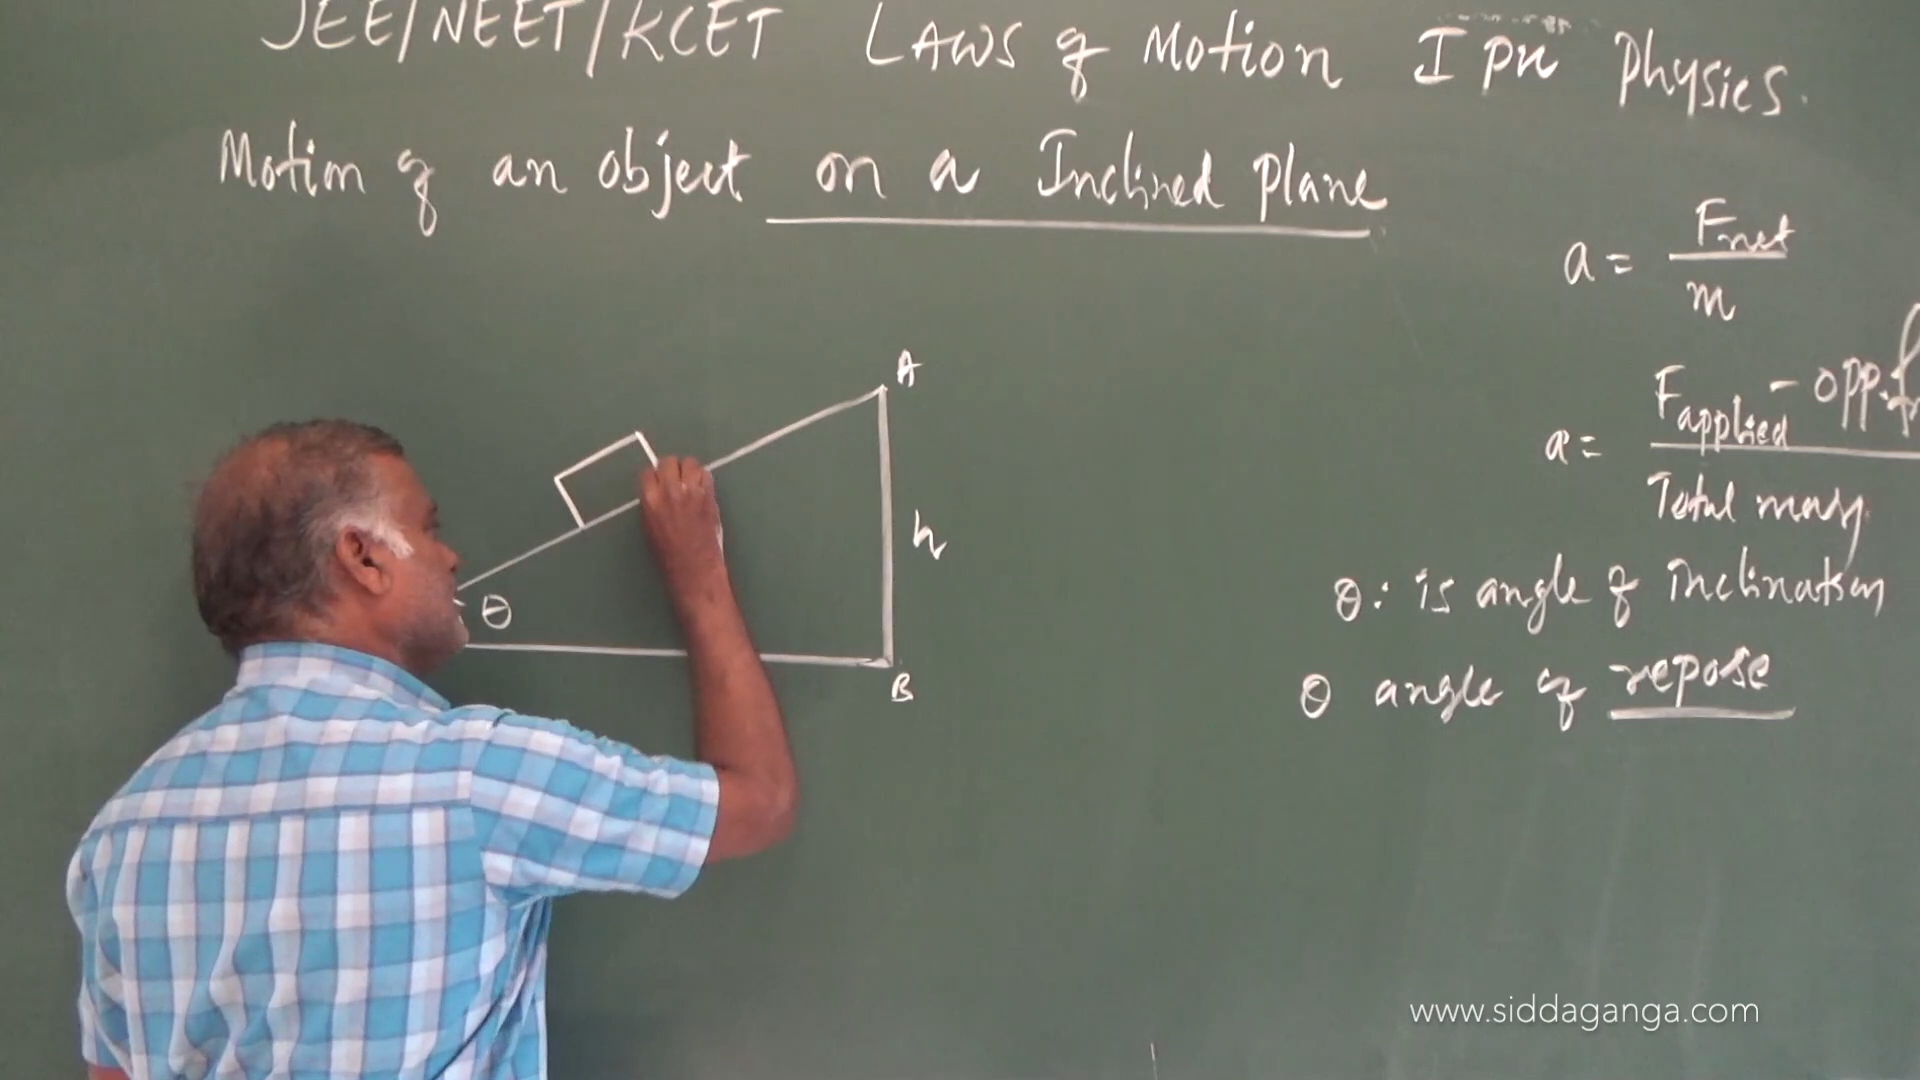 JEE/NEET/KCET LAWS of Motion I PU Physics.
Motion of an object on a Inclined plane
a = Fnet / m
a = Fapplied - opp.f / Total mass
θ: is angle of inclination
θ angle of repose
A
h
θ
B
www.siddaganga.com